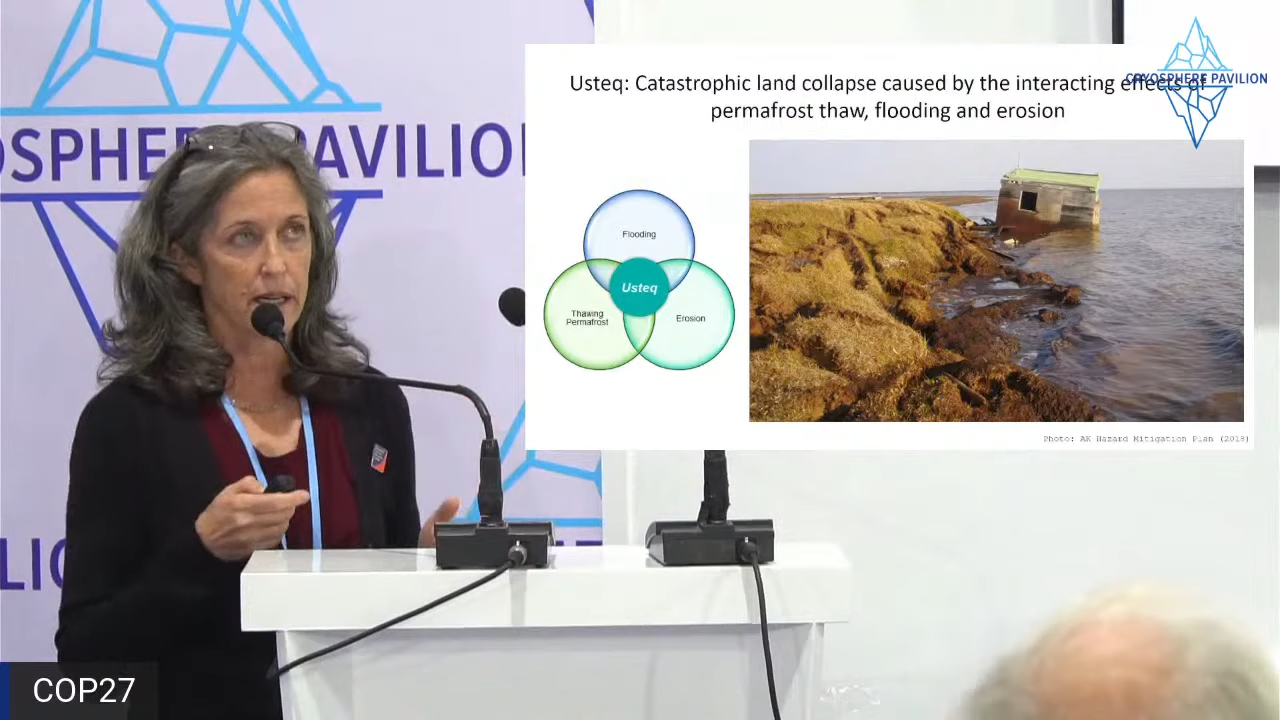 OSPHERE PAVILION
CRYOSPHERE PAVILION
Usteq: Catastrophic land collapse caused by the interacting effects of
permafrost thaw, flooding and erosion
Flooding
Usteq
Thawing
Permafrost
Erosion
Photo: AK Hazard Mitigation Plan (2018)
LIO
COP27